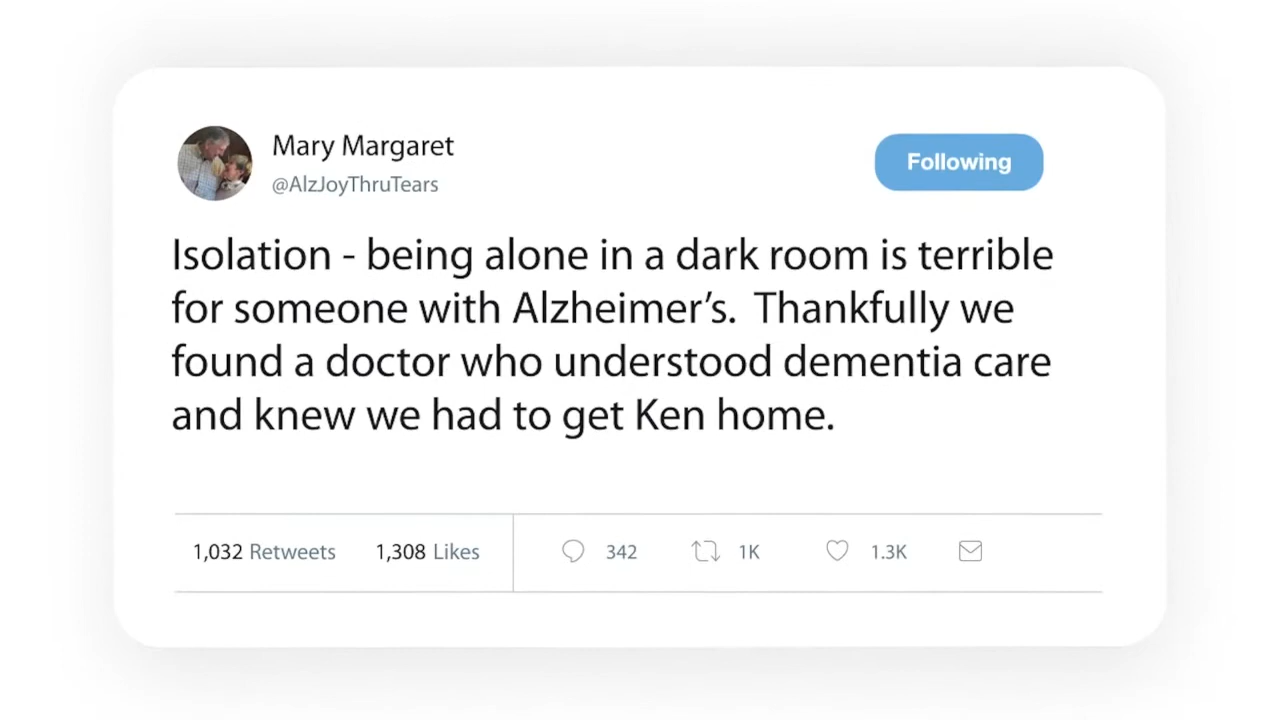 Mary Margaret
@AlzJoyThruTears
Following
Isolation - being alone in a dark room is terrible
for someone with Alzheimer’s.  Thankfully we
found a doctor who understood dementia care
and knew we had to get Ken home.
1,032 Retweets 1,308 Likes 342 1K 1.3K